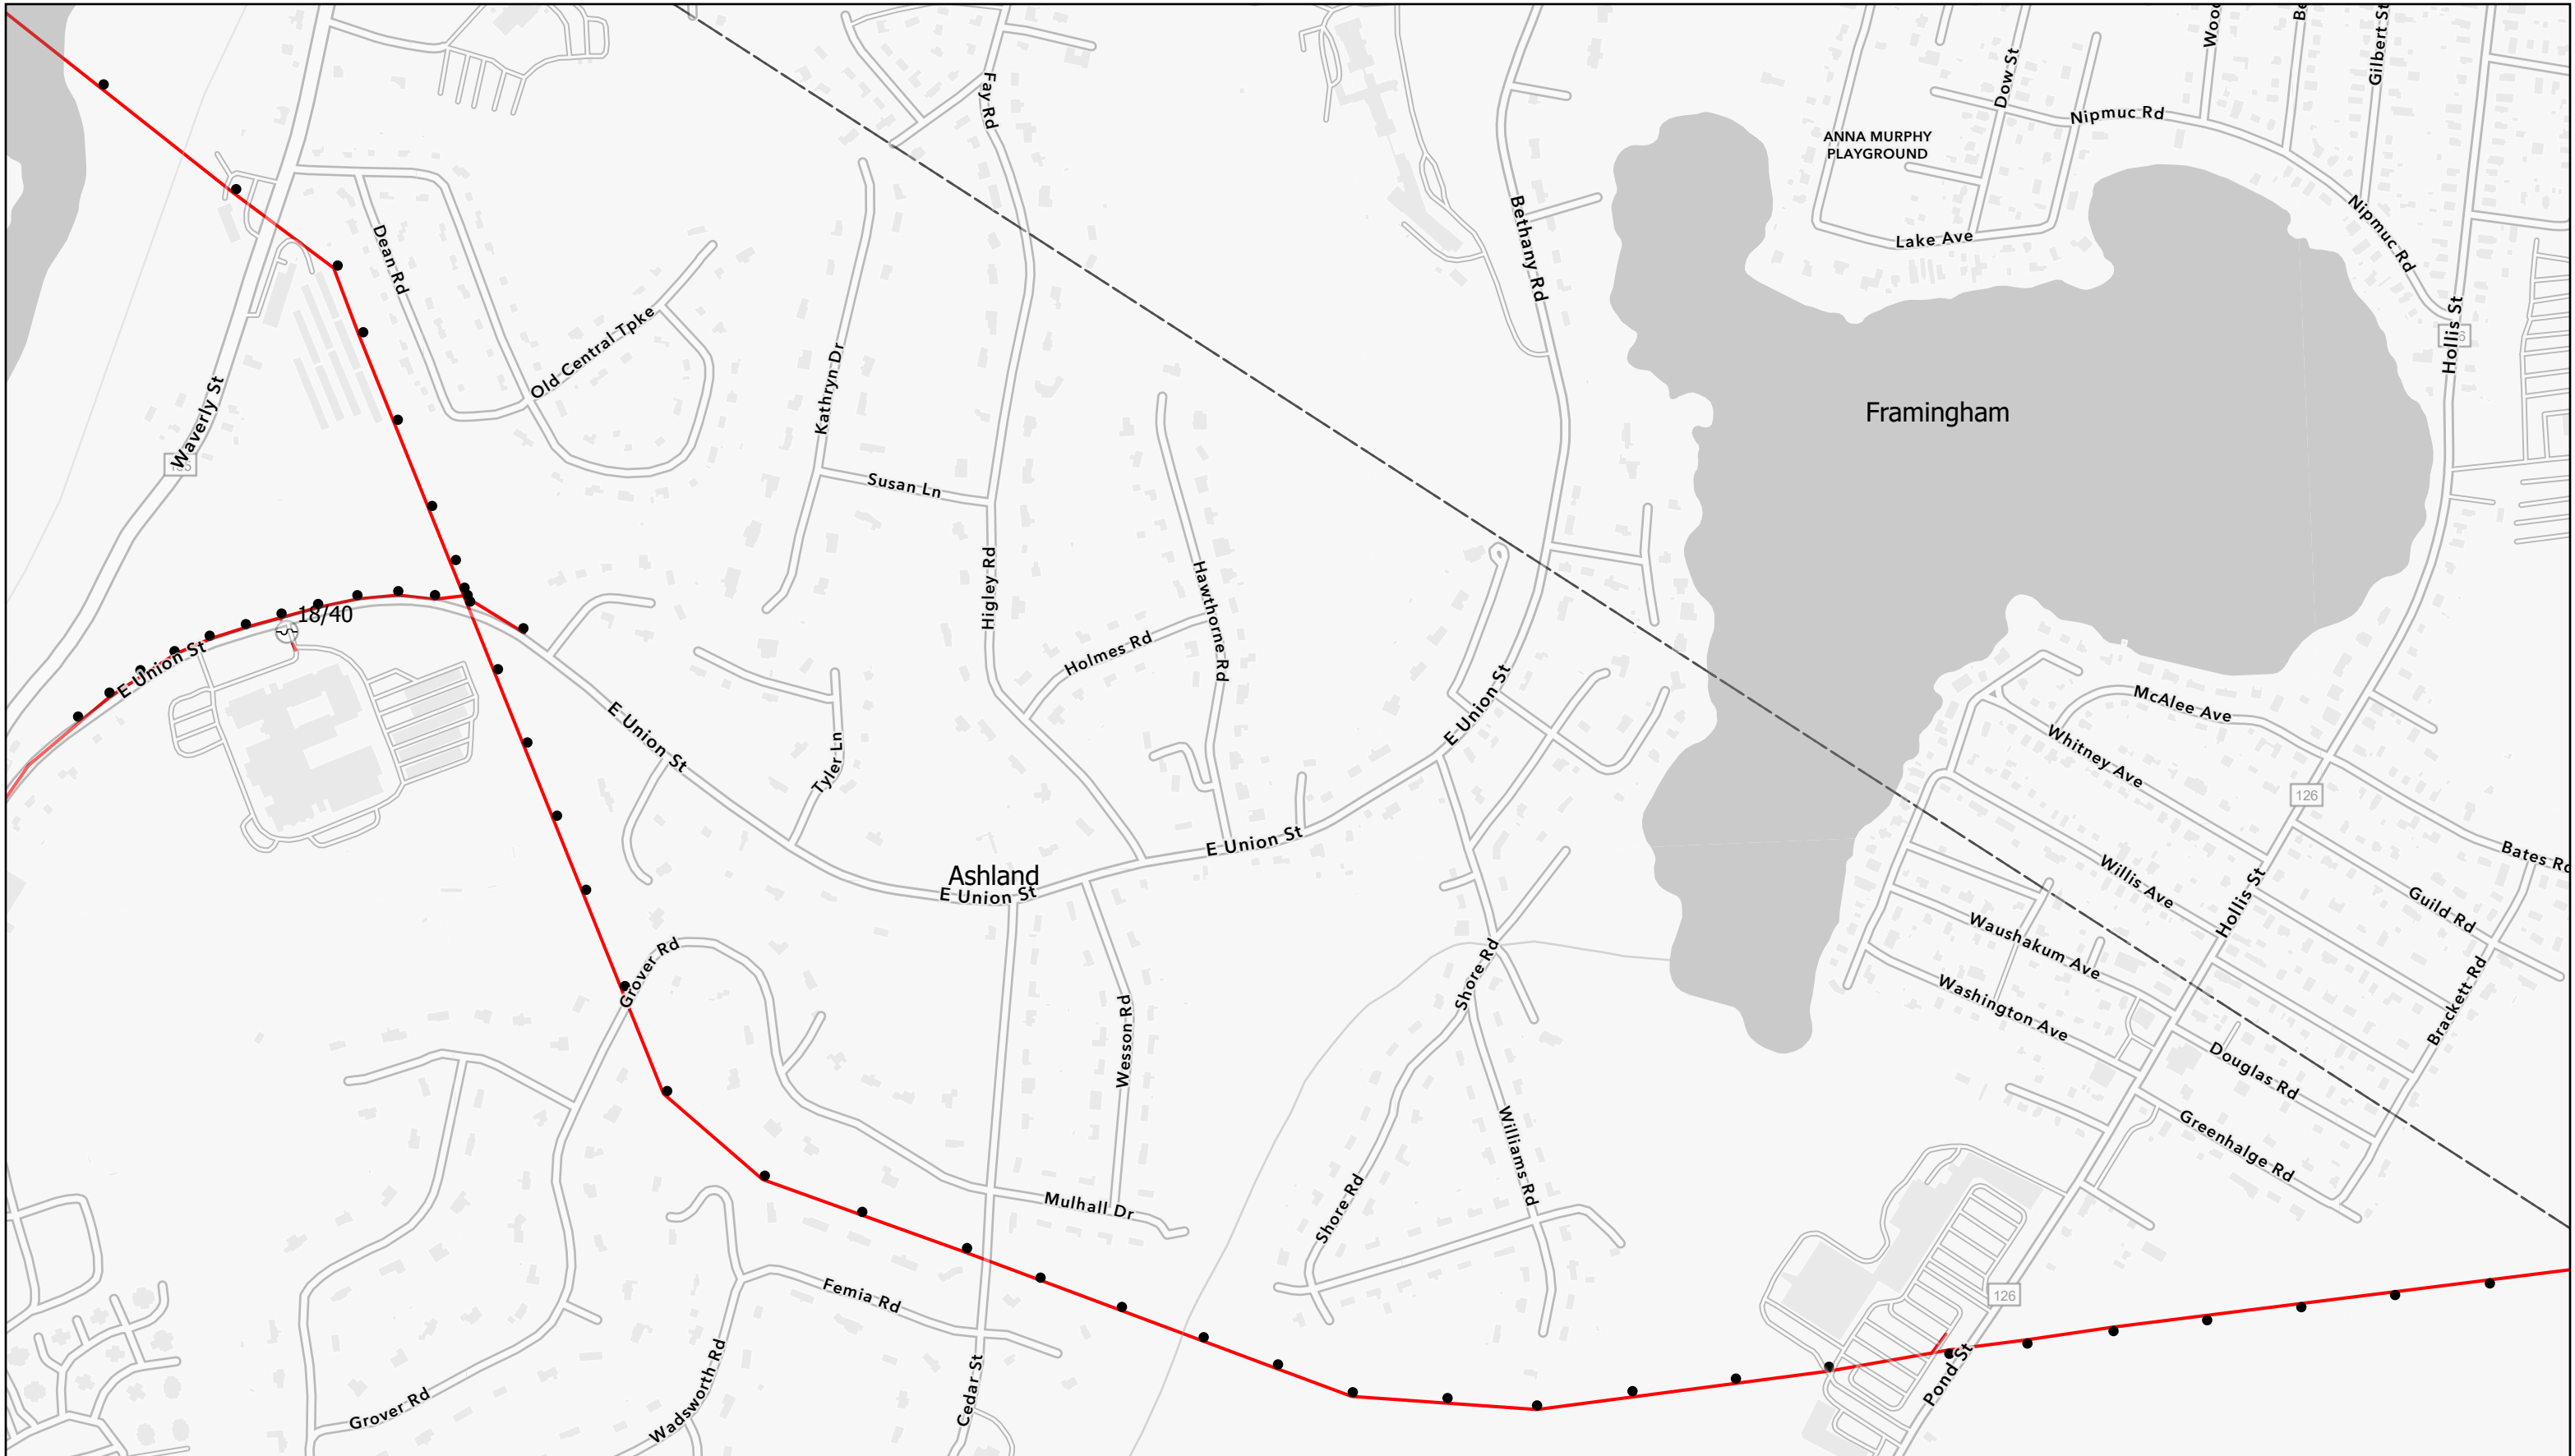 Wood
Be
Gilbert St
Dow St
Fay Rd
Nipmuc Rd
ANNA MURPHY
PLAYGROUND
Bethany Rd
Nipmuc Rd
Lake Ave
Dean Rd
Hollis St
Old Central Tpke
Kathryn Dr
Waverly St
Framingham
Susan Ln
Higley Rd
Hawthorne Rd
18/40
E Union St
Holmes Rd
E Union St
E Union St
Tyler Ln
McAlee Ave
Whitney Ave
126
E Union St
Bates Rd
Ashland
E Union St
Willis Ave
Guild Rd
Hollis St
Waushakum Ave
Grover Rd
Shore Rd
Washington Ave
Brackett Rd
Wesson Rd
Douglas Rd
Williams Rd
Greenhalge Rd
Mulhall Dr
Shore Rd
Femia Rd
126
Pond St
Wadsworth Rd
Cedar St
Grover Rd